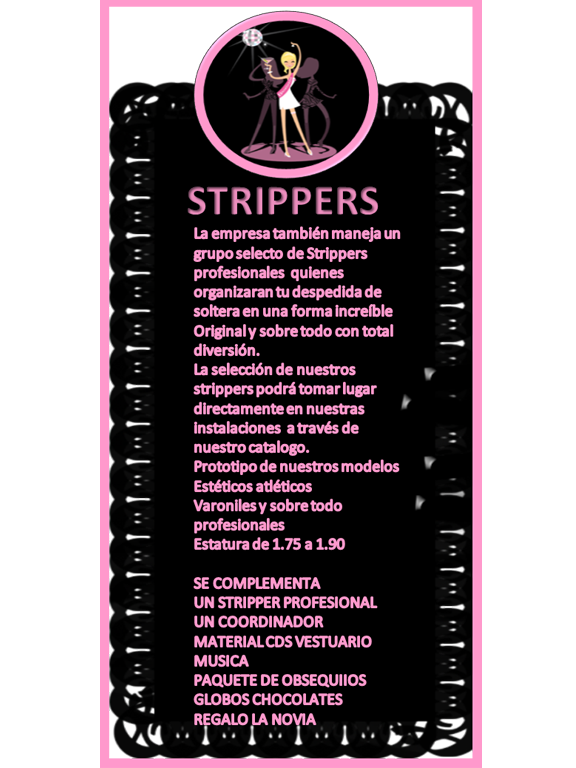 STRIPPERS
La empresa también maneja un
grupo selecto de Strippers
profesionales quienes
organizaran tu despedida de
soltera en una forma increíble
Original y sobre todo con total
diversión.
La selección de nuestros
strippers podrá tomar lugar
directamente en nuestras
instalaciones a través de
nuestro catalogo.
Prototipo de nuestros modelos
Estéticos atléticos
Varoniles y sobre todo
profesionales
Estatura de 1.75 a 1.90
SE COMPLEMENTA
UN STRIPPER PROFESIONAL
UN COORDINADOR
MATERIAL CDS VESTUARIO
MUSICA
PAQUETE DE OBSEQUIIOS
GLOBOS CHOCOLATES
REGALO LA NOVIA